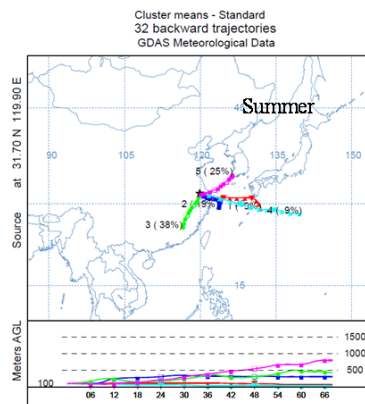 Cluster means - Standard
32 backward trajectories
GDAS Meteorological Data
Source at 31.70 N 119.90 E
Summer
45
90
105
120
135
150
5 ( 25%)
2 ( 19%)
4 ( 9%)
3 ( 38%)
15
Meters AGL
1500
1000
500
100
06
12
18
24
30
36
42
48
54
60
66